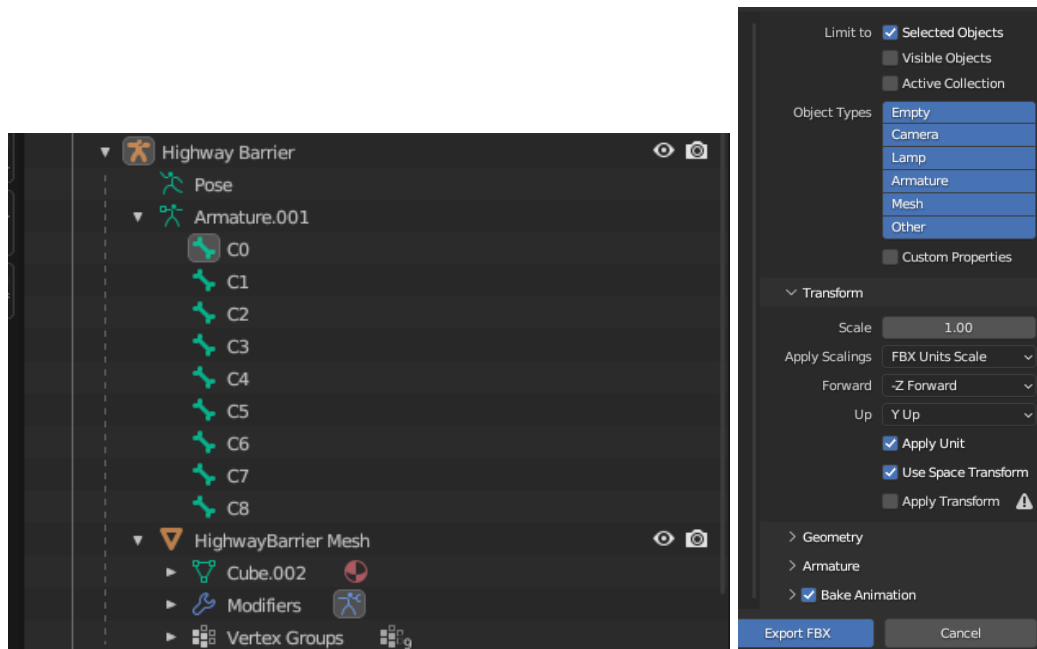 Highway Barrier
Pose
Armature.001
C0
C1
C2
C3
C4
C5
C6
C7
C8
HighwayBarrier Mesh
Cube.002
Modifiers
Vertex Groups 9
Limit to Selected Objects
Visible Objects
Active Collection
Object Types Empty
Camera
Lamp
Armature
Mesh
Other
Custom Properties
Transform
Scale 1.00
Apply Scalings FBX Units Scale
Forward -Z Forward
Up Y Up
Apply Unit
Use Space Transform
Apply Transform
Geometry
Armature
Bake Animation
Export FBX Cancel